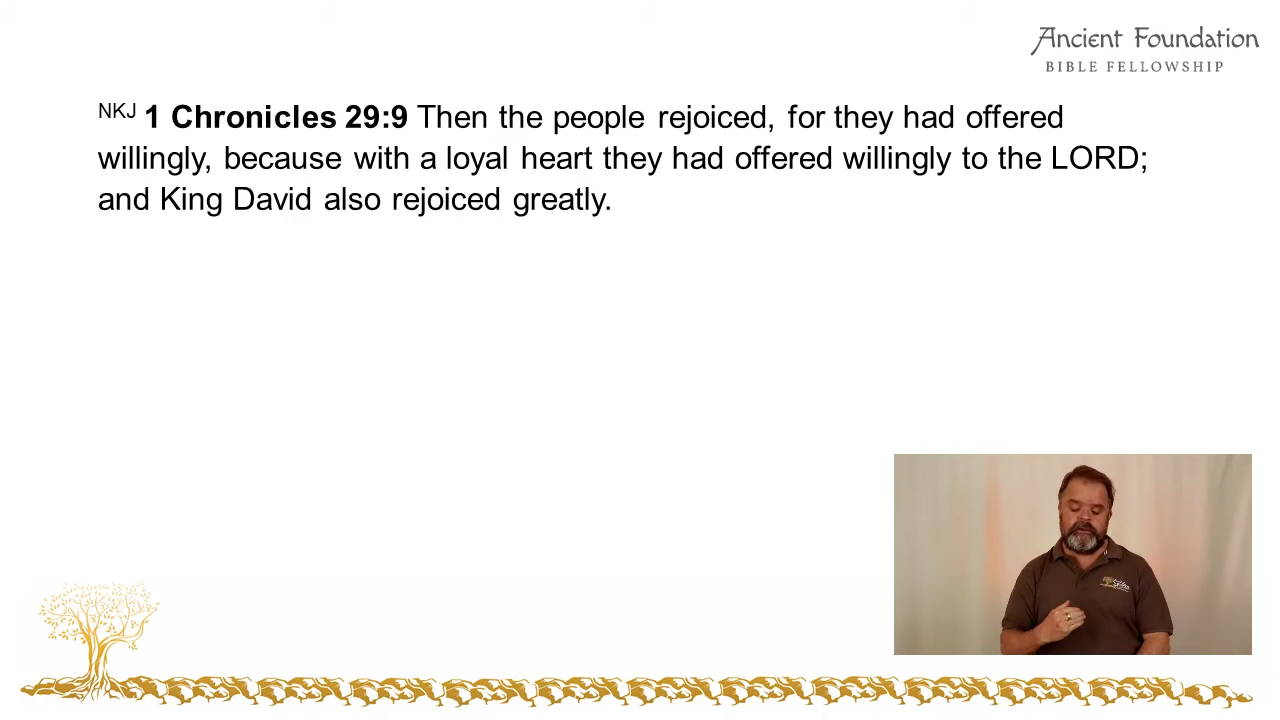 Ancient Foundation
BIBLE FELLOWSHIP
NKJ 1 Chronicles 29:9 Then the people rejoiced, for they had offered
willingly, because with a loyal heart they had offered willingly to the LORD;
and King David also rejoiced greatly.